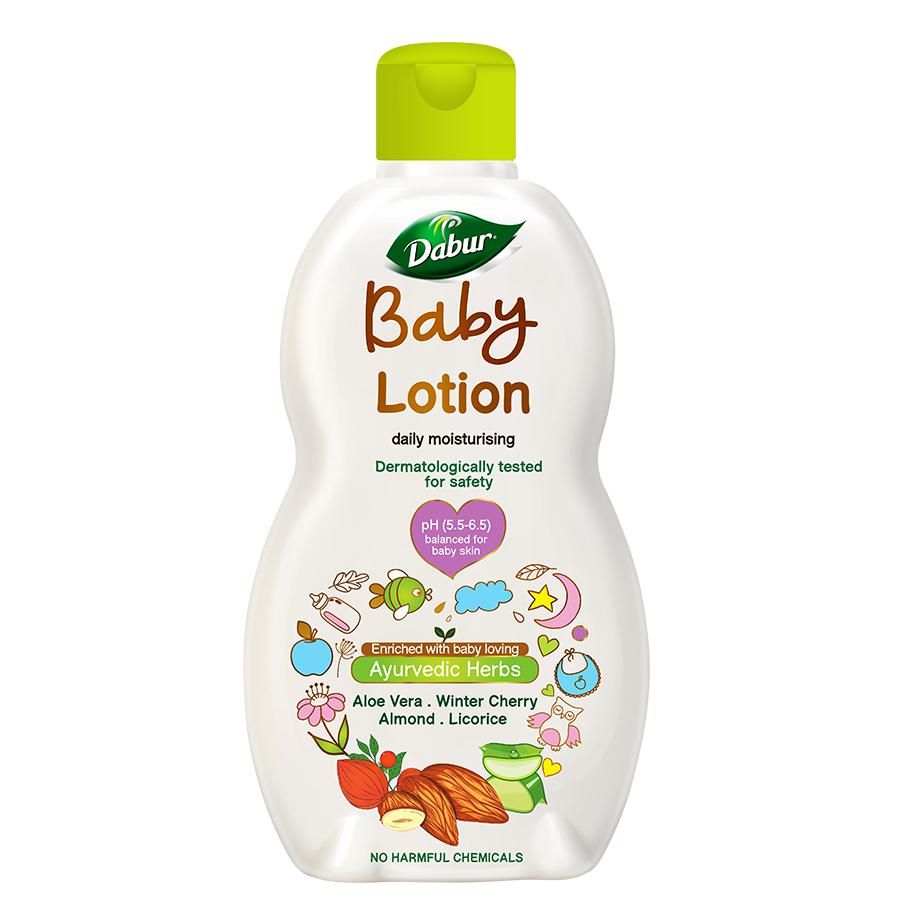 Dabur
Baby
Lotion
daily moisturising
Dermatologically tested
for safety
pH (5.5-6.5)
balanced for
baby skin
Enriched with baby loving
Ayurvedic Herbs
Aloe Vera . Winter Cherry
Almond . Licorice
NO HARMFUL CHEMICALS